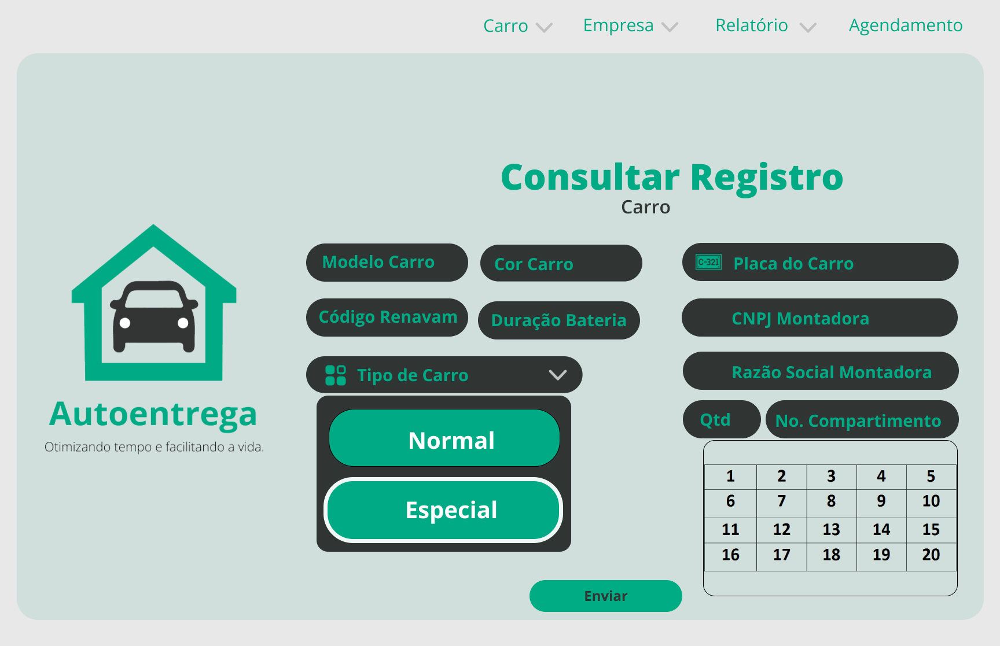 Carro
Empresa
Relatório
Agendamento
Consultar Registro
Carro
Modelo Carro
Cor Carro
C-321
Placa do Carro
Código Renavam
Duração Bateria
CNPJ Montadora
Tipo de Carro
Razão Social Montadora
Qtd
No. Compartimento
Autoentrega
Otimizando tempo e facilitando a vida.
Normal
Especial
1 2 3 4 5
6 7 8 9 10
11 12 13 14 15
16 17 18 19 20
Enviar